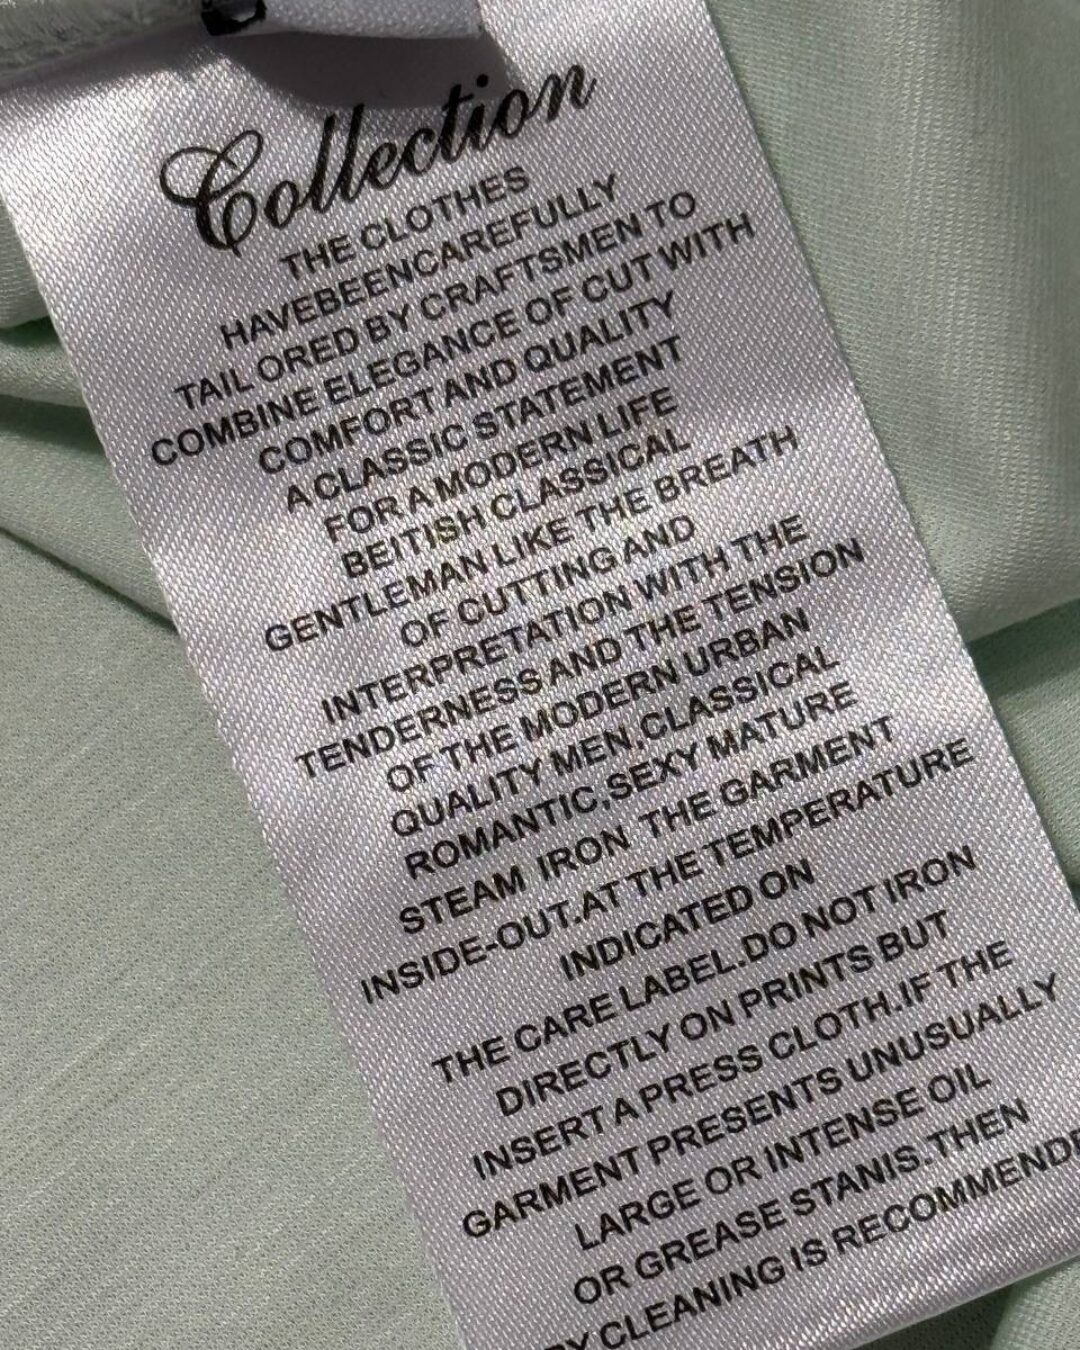 Collection
THE CLOTHES
HAVEBEENCAREFULLY
TAIL ORED BY CRAFTSMEN TO
COMBINE ELEGANCE OF CUT WITH
COMFORT AND QUALITY
A CLASSIC STATEMENT
FOR A MODERN LIFE
BEITISH CLASSICAL
GENTLEMAN LIKE THE BREATH
OF CUTTING AND
INTERPRETATION WITH THE
TENDERNESS AND THE TENSION
OF THE MODERN URBAN
QUALITY MEN,CLASSICAL
ROMANTIC,SEXY MATURE
STEAM IRON THE GARMENT
INSIDE-OUT.AT THE TEMPERATURE
INDICATED ON
THE CARE LABEL.DO NOT IRON
DIRECTLY ON PRINTS BUT
INSERT A PRESS CLOTH.IF THE
GARMENT PRESENTS UNUSUALLY
LARGE OR INTENSE OIL
OR GREASE STANIS.THEN
CLEANING IS RECOMMENDE